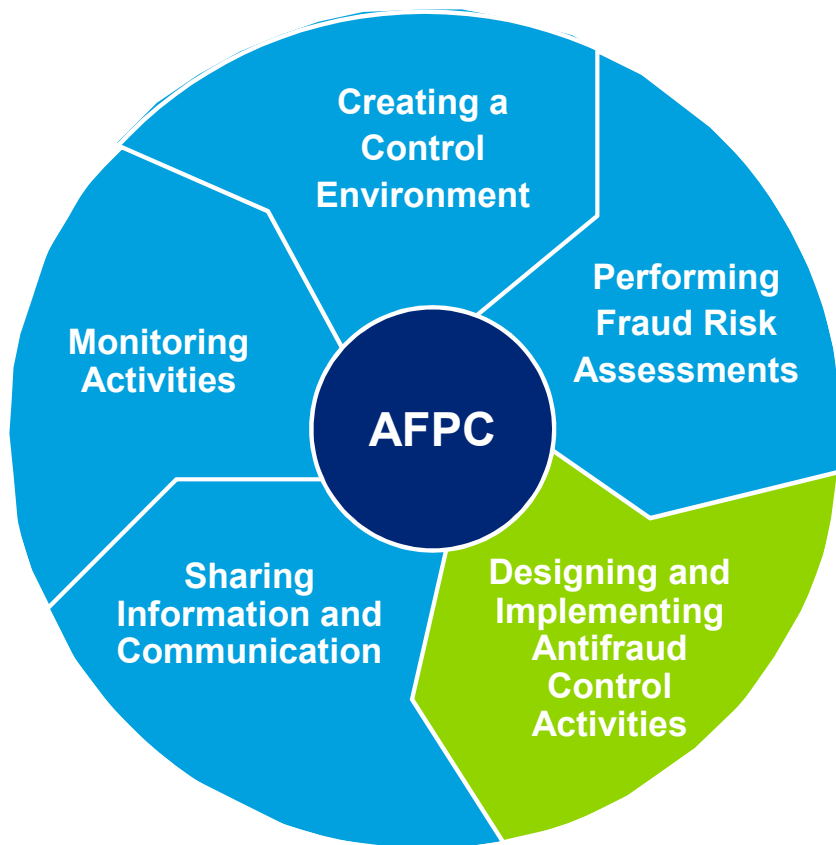 Creating a
Control
Environment
Performing
Fraud Risk
Assessments
Monitoring
Activities
AFPC
Sharing
Information and
Communication
Designing and
Implementing
Antifraud
Control
Activities